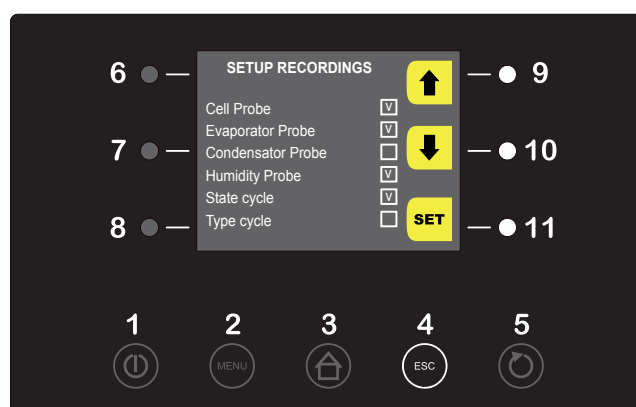 SETUP RECORDINGS
6
9
Cell Probe V
Evaporator Probe V
7
Condensator Probe
10
Humidity Probe V
State cycle V
8
Type cycle
SET
11
1 2 3 4 5
MENU ESC